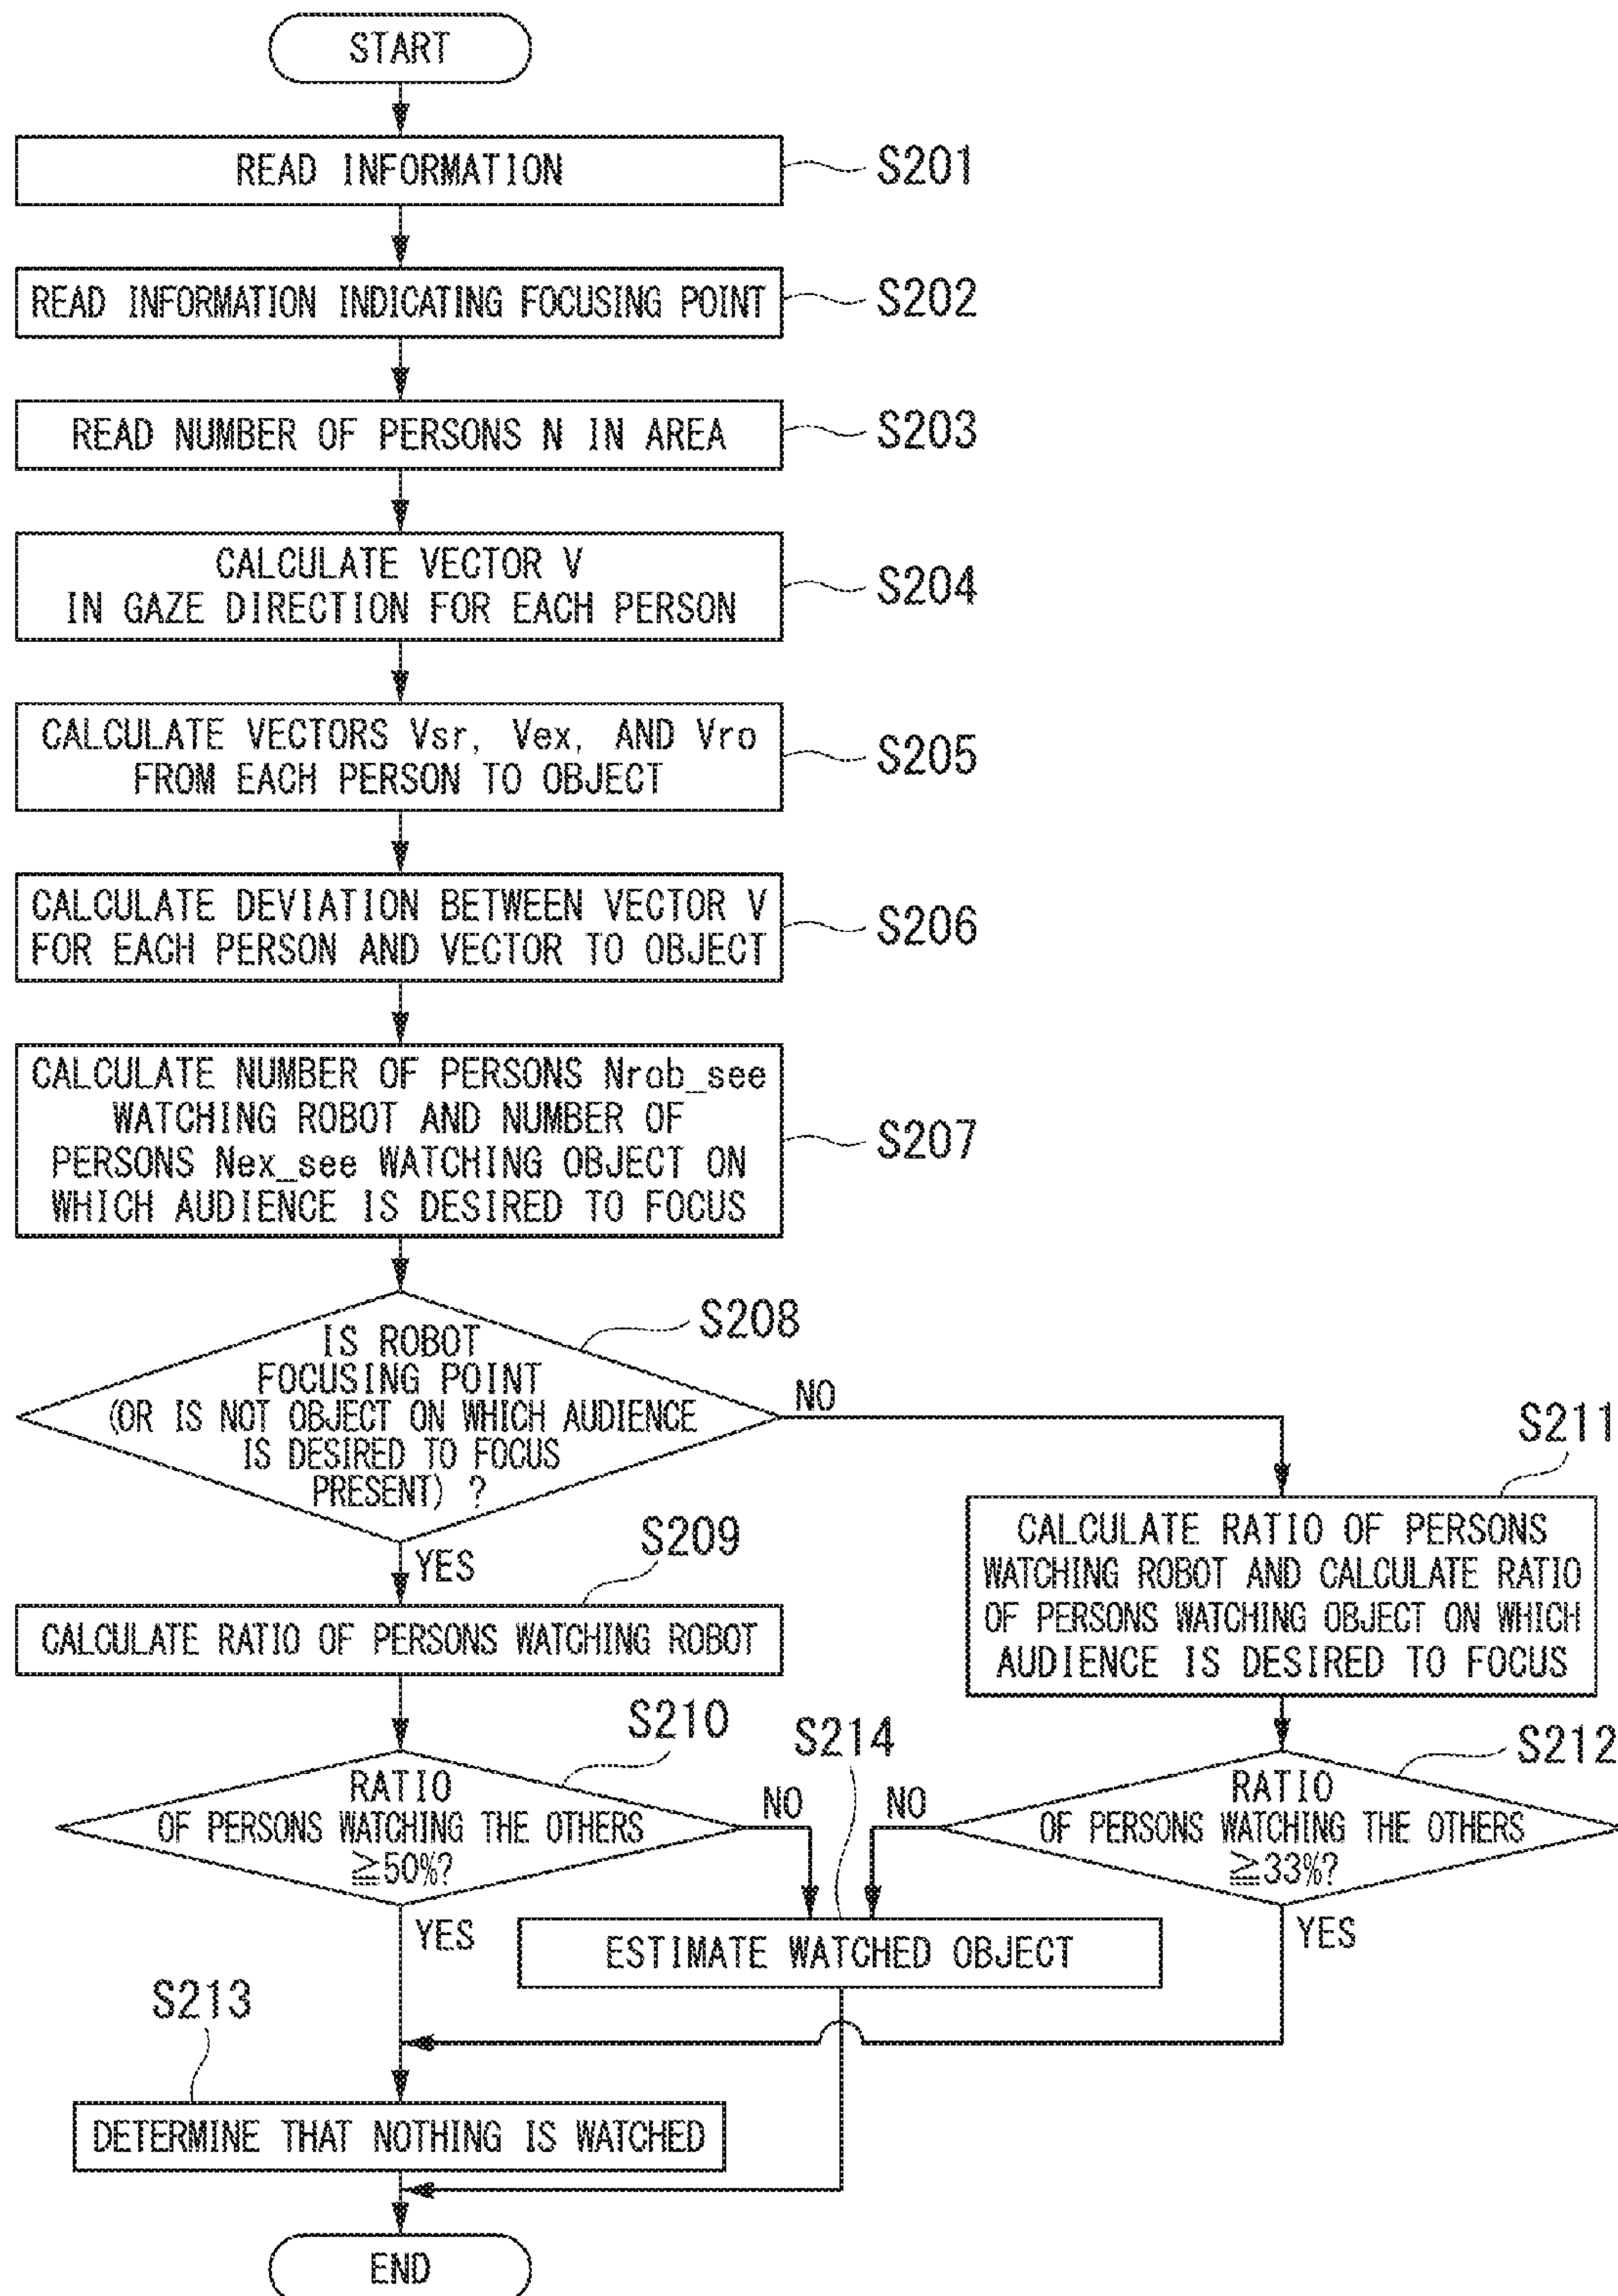 START
READ INFORMATION
S201
READ INFORMATION INDICATING FOCUSING POINT
S202
READ NUMBER OF PERSONS N IN AREA
S203
CALCULATE VECTOR V
IN GAZE DIRECTION FOR EACH PERSON
S204
CALCULATE VECTORS Vsr, Vex, AND Vro
FROM EACH PERSON TO OBJECT
S205
CALCULATE DEVIATION BETWEEN VECTOR V
FOR EACH PERSON AND VECTOR TO OBJECT
S206
CALCULATE NUMBER OF PERSONS Nrob_see
WATCHING ROBOT AND NUMBER OF
PERSONS Nex_see WATCHING OBJECT ON
WHICH AUDIENCE IS DESIRED TO FOCUS
S207
S208
IS ROBOT
FOCUSING POINT
(OR IS NOT OBJECT ON WHICH AUDIENCE
IS DESIRED TO FOCUS
PRESENT) ?
NO
YES
S209
CALCULATE RATIO OF PERSONS WATCHING ROBOT
S211
CALCULATE RATIO OF PERSONS
WATCHING ROBOT AND CALCULATE RATIO
OF PERSONS WATCHING OBJECT ON WHICH
AUDIENCE IS DESIRED TO FOCUS
S210
RATIO
OF PERSONS WATCHING THE OTHERS
≧50%?
NO
YES
S214
S212
RATIO
OF PERSONS WATCHING THE OTHERS
≧33%?
NO
YES
ESTIMATE WATCHED OBJECT
S213
DETERMINE THAT NOTHING IS WATCHED
END